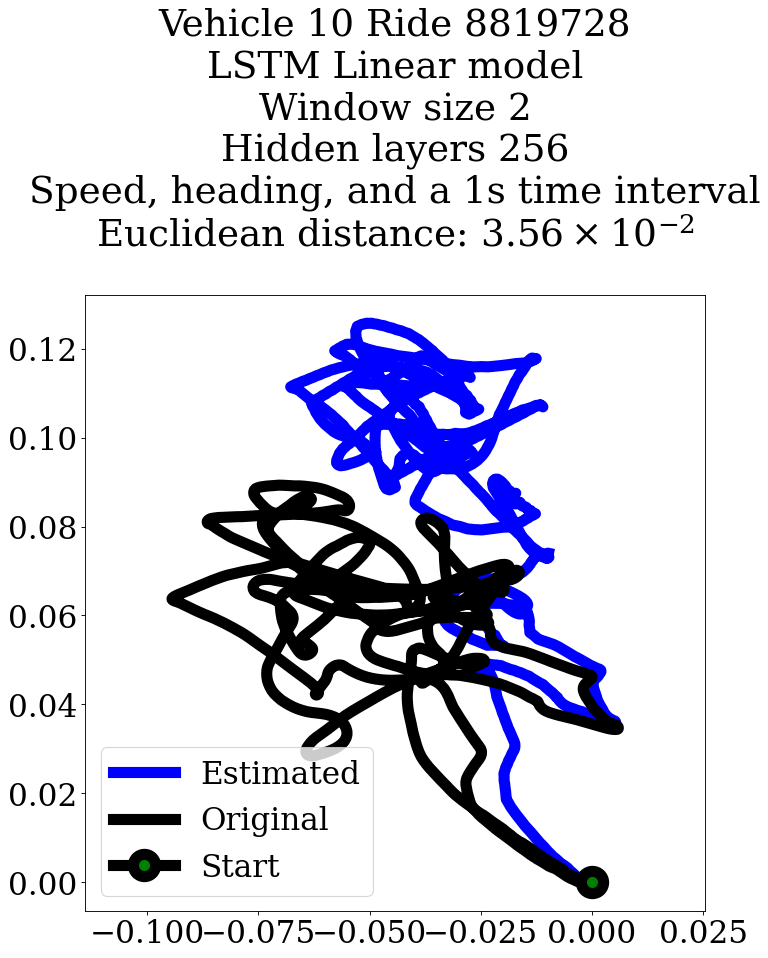 Vehicle 10 Ride 8819728
LSTM Linear model
Window size 2
Hidden layers 256
Speed, heading, and a 1s time interval
Euclidean distance: 3.56 × 10⁻²
0.12
0.10
0.08
0.06
0.04
0.02
0.00
Estimated
Original
Start
−0.100 −0.075 −0.050 −0.025 0.000 0.025